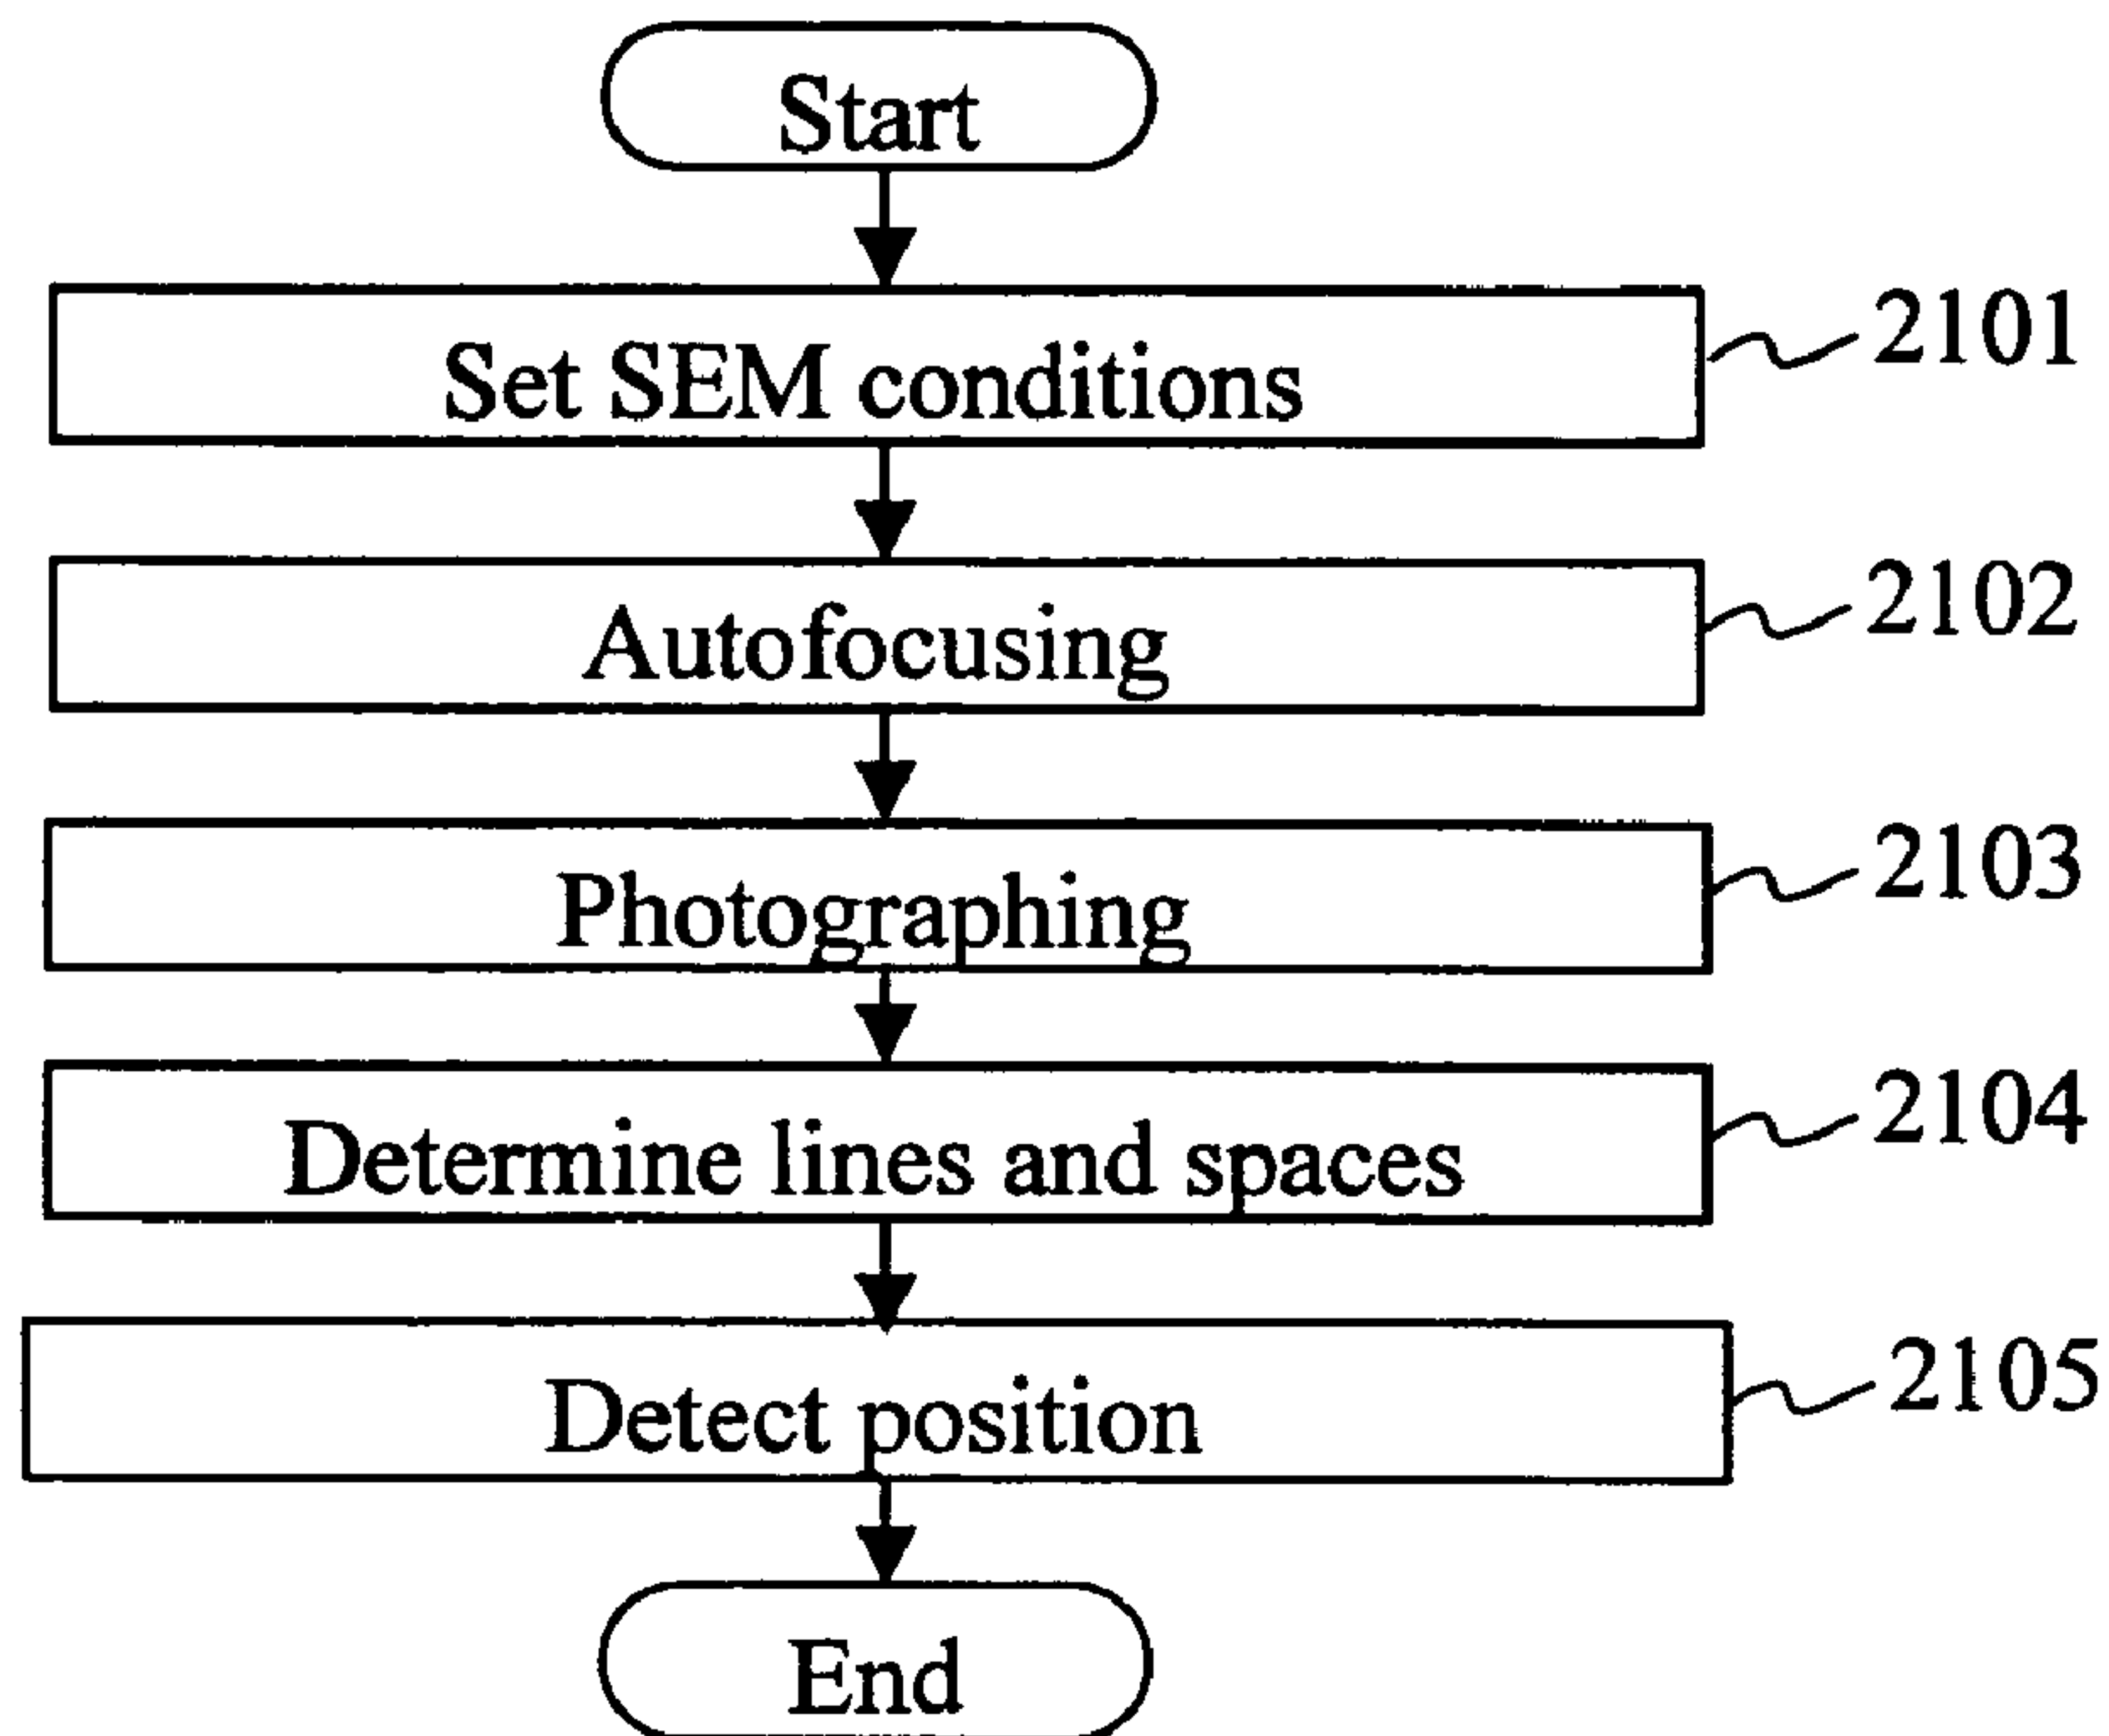 Start
Set SEM conditions
2101
Autofocusing
2102
Photographing
2103
Determine lines and spaces
2104
Detect position
2105
End